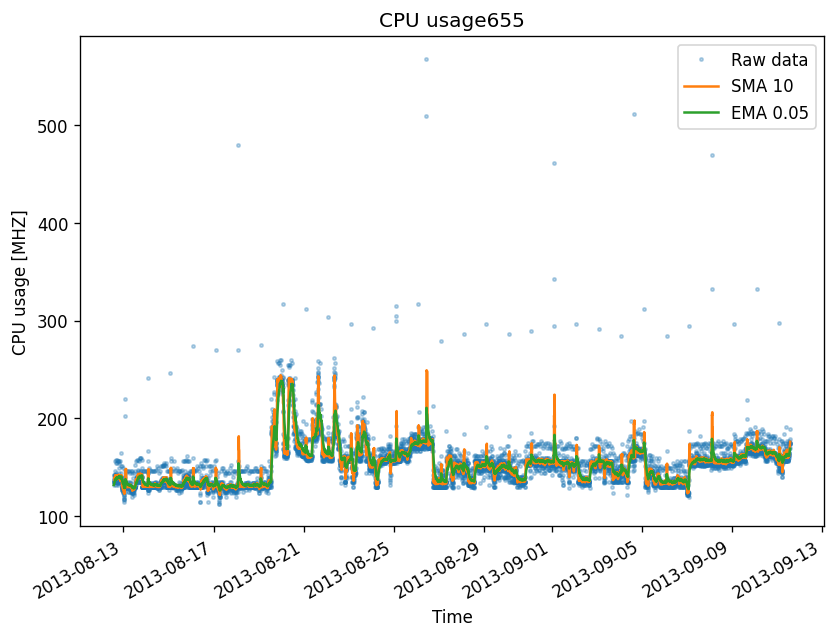 CPU usage655
Raw data
SMA 10
EMA 0.05
CPU usage [MHZ]
500
400
300
200
100
2013-08-13
2013-08-17
2013-08-21
2013-08-25
2013-08-29
2013-09-01
2013-09-05
2013-09-09
2013-09-13
Time